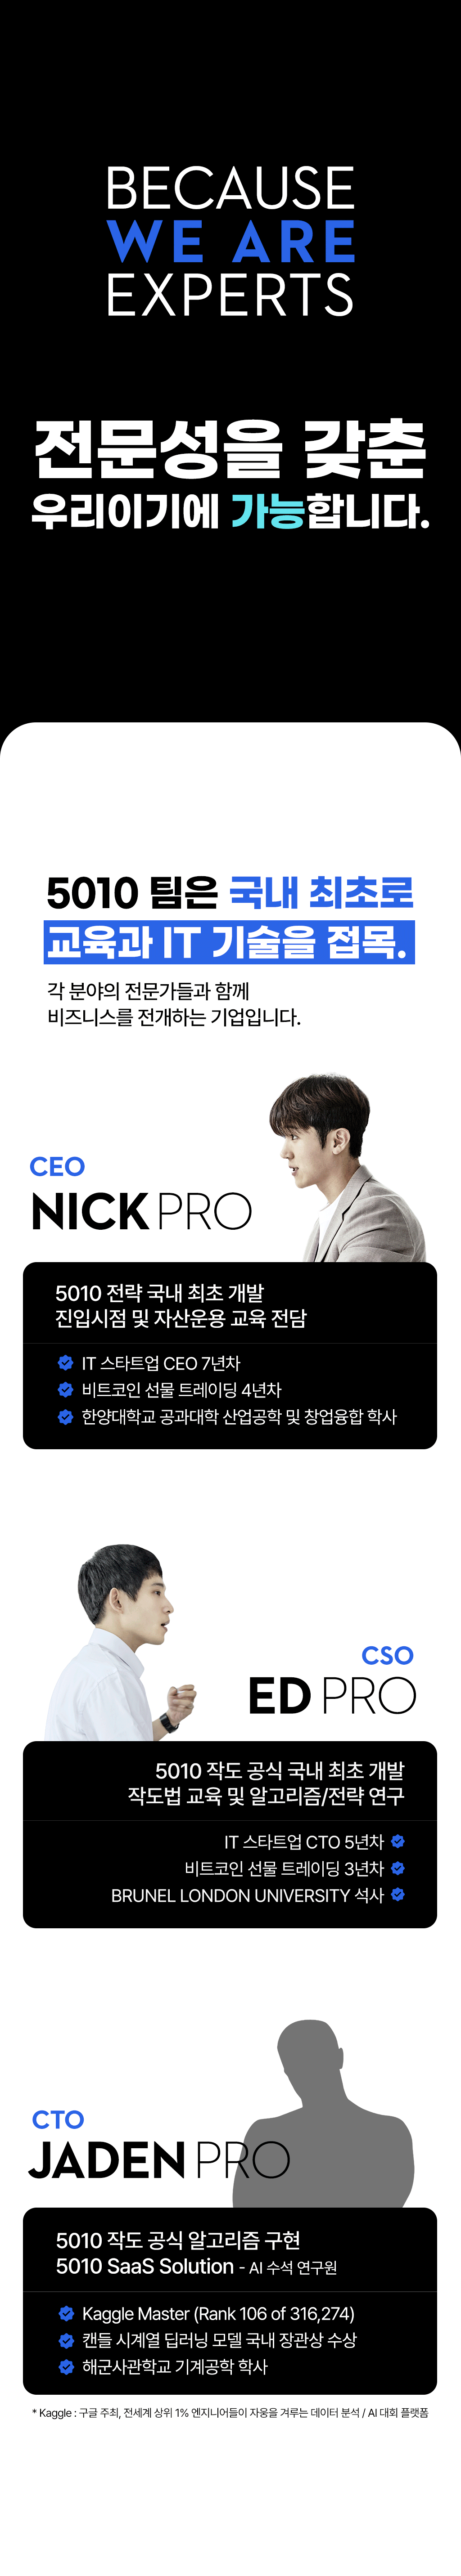 BECAUSE
WE ARE
EXPERTS
전문성을 갖춘
우리이기에 가능합니다.
5010 팀은 국내 최초로
교육과 IT 기술을 접목.
각 분야의 전문가들과 함께
비즈니스를 전개하는 기업입니다.
CEO
NICK PRO
5010 전략 국내 최초 개발
진입시점 및 자산운용 교육 전담
IT 스타트업 CEO 7년차
비트코인 선물 트레이딩 4년차
한양대학교 공과대학 산업공학 및 창업융합 학사
CSO
ED PRO
5010 작도 공식 국내 최초 개발
작도법 교육 및 알고리즘/전략 연구
IT 스타트업 CTO 5년차
비트코인 선물 트레이딩 3년차
BRUNEL LONDON UNIVERSITY 석사
CTO
JADEN PRO
5010 작도 공식 알고리즘 구현
5010 SaaS Solution - AI 수석 연구원
Kaggle Master (Rank 106 of 316,274)
캔들 시계열 딥러닝 모델 국내 장관상 수상
해군사관학교 기계공학 학사
* Kaggle : 구글 주최, 전세계 상위 1% 엔지니어들이 자웅을 겨루는 데이터 분석 / AI 대회 플랫폼